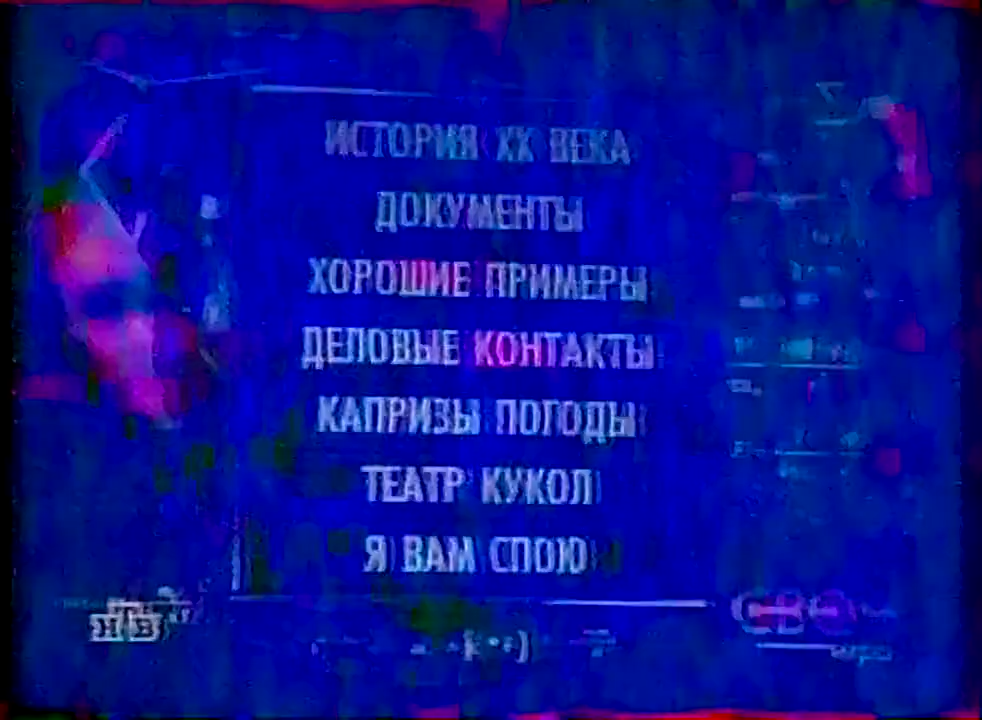 ИСТОРИЯ XX ВЕКА
ДОКУМЕНТЫ
ХОРОШИЕ ПРИМЕРЫ
ДЕЛОВЫЕ КОНТАКТЫ
КАПРИЗЫ ПОГОДЫ
ТЕАТР КУКОЛ
Я ВАМ СПОЮ
НТВ